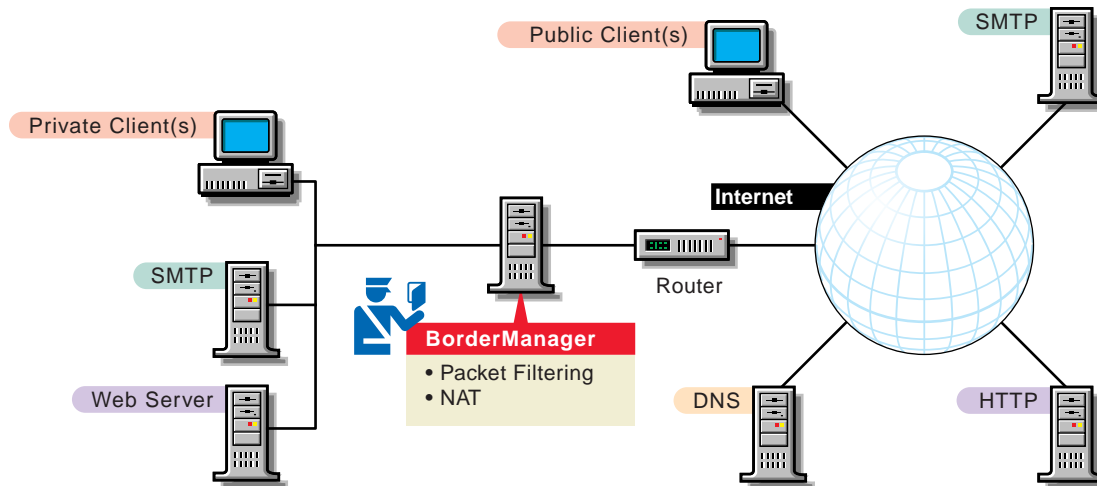 Public Client(s)
SMTP
Private Client(s)
Internet
SMTP
Router
BorderManager
• Packet Filtering
• NAT
Web Server
DNS
HTTP